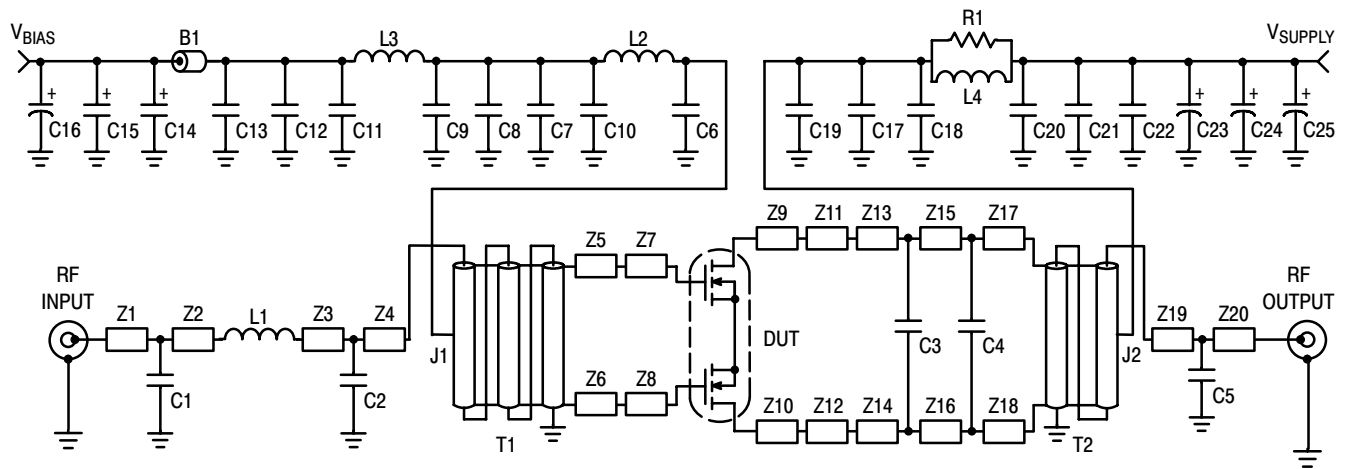 VBIAS
B1
L3
L2
R1
VSUPPLY
L4
+
C16
+
C15
+
C14
C13
C12
C11
C9
C8
C7
C10
C6
C19
C17
C18
C20
C21
C22
+
C23
+
C24
+
C25
RF
INPUT
Z1
Z2
L1
Z3
Z4
C1
C2
J1
T1
Z5
Z7
Z6
Z8
DUT
Z9
Z11
Z13
Z15
Z17
C3
C4
Z10
Z12
Z14
Z16
Z18
J2
T2
Z19
Z20
C5
RF
OUTPUT